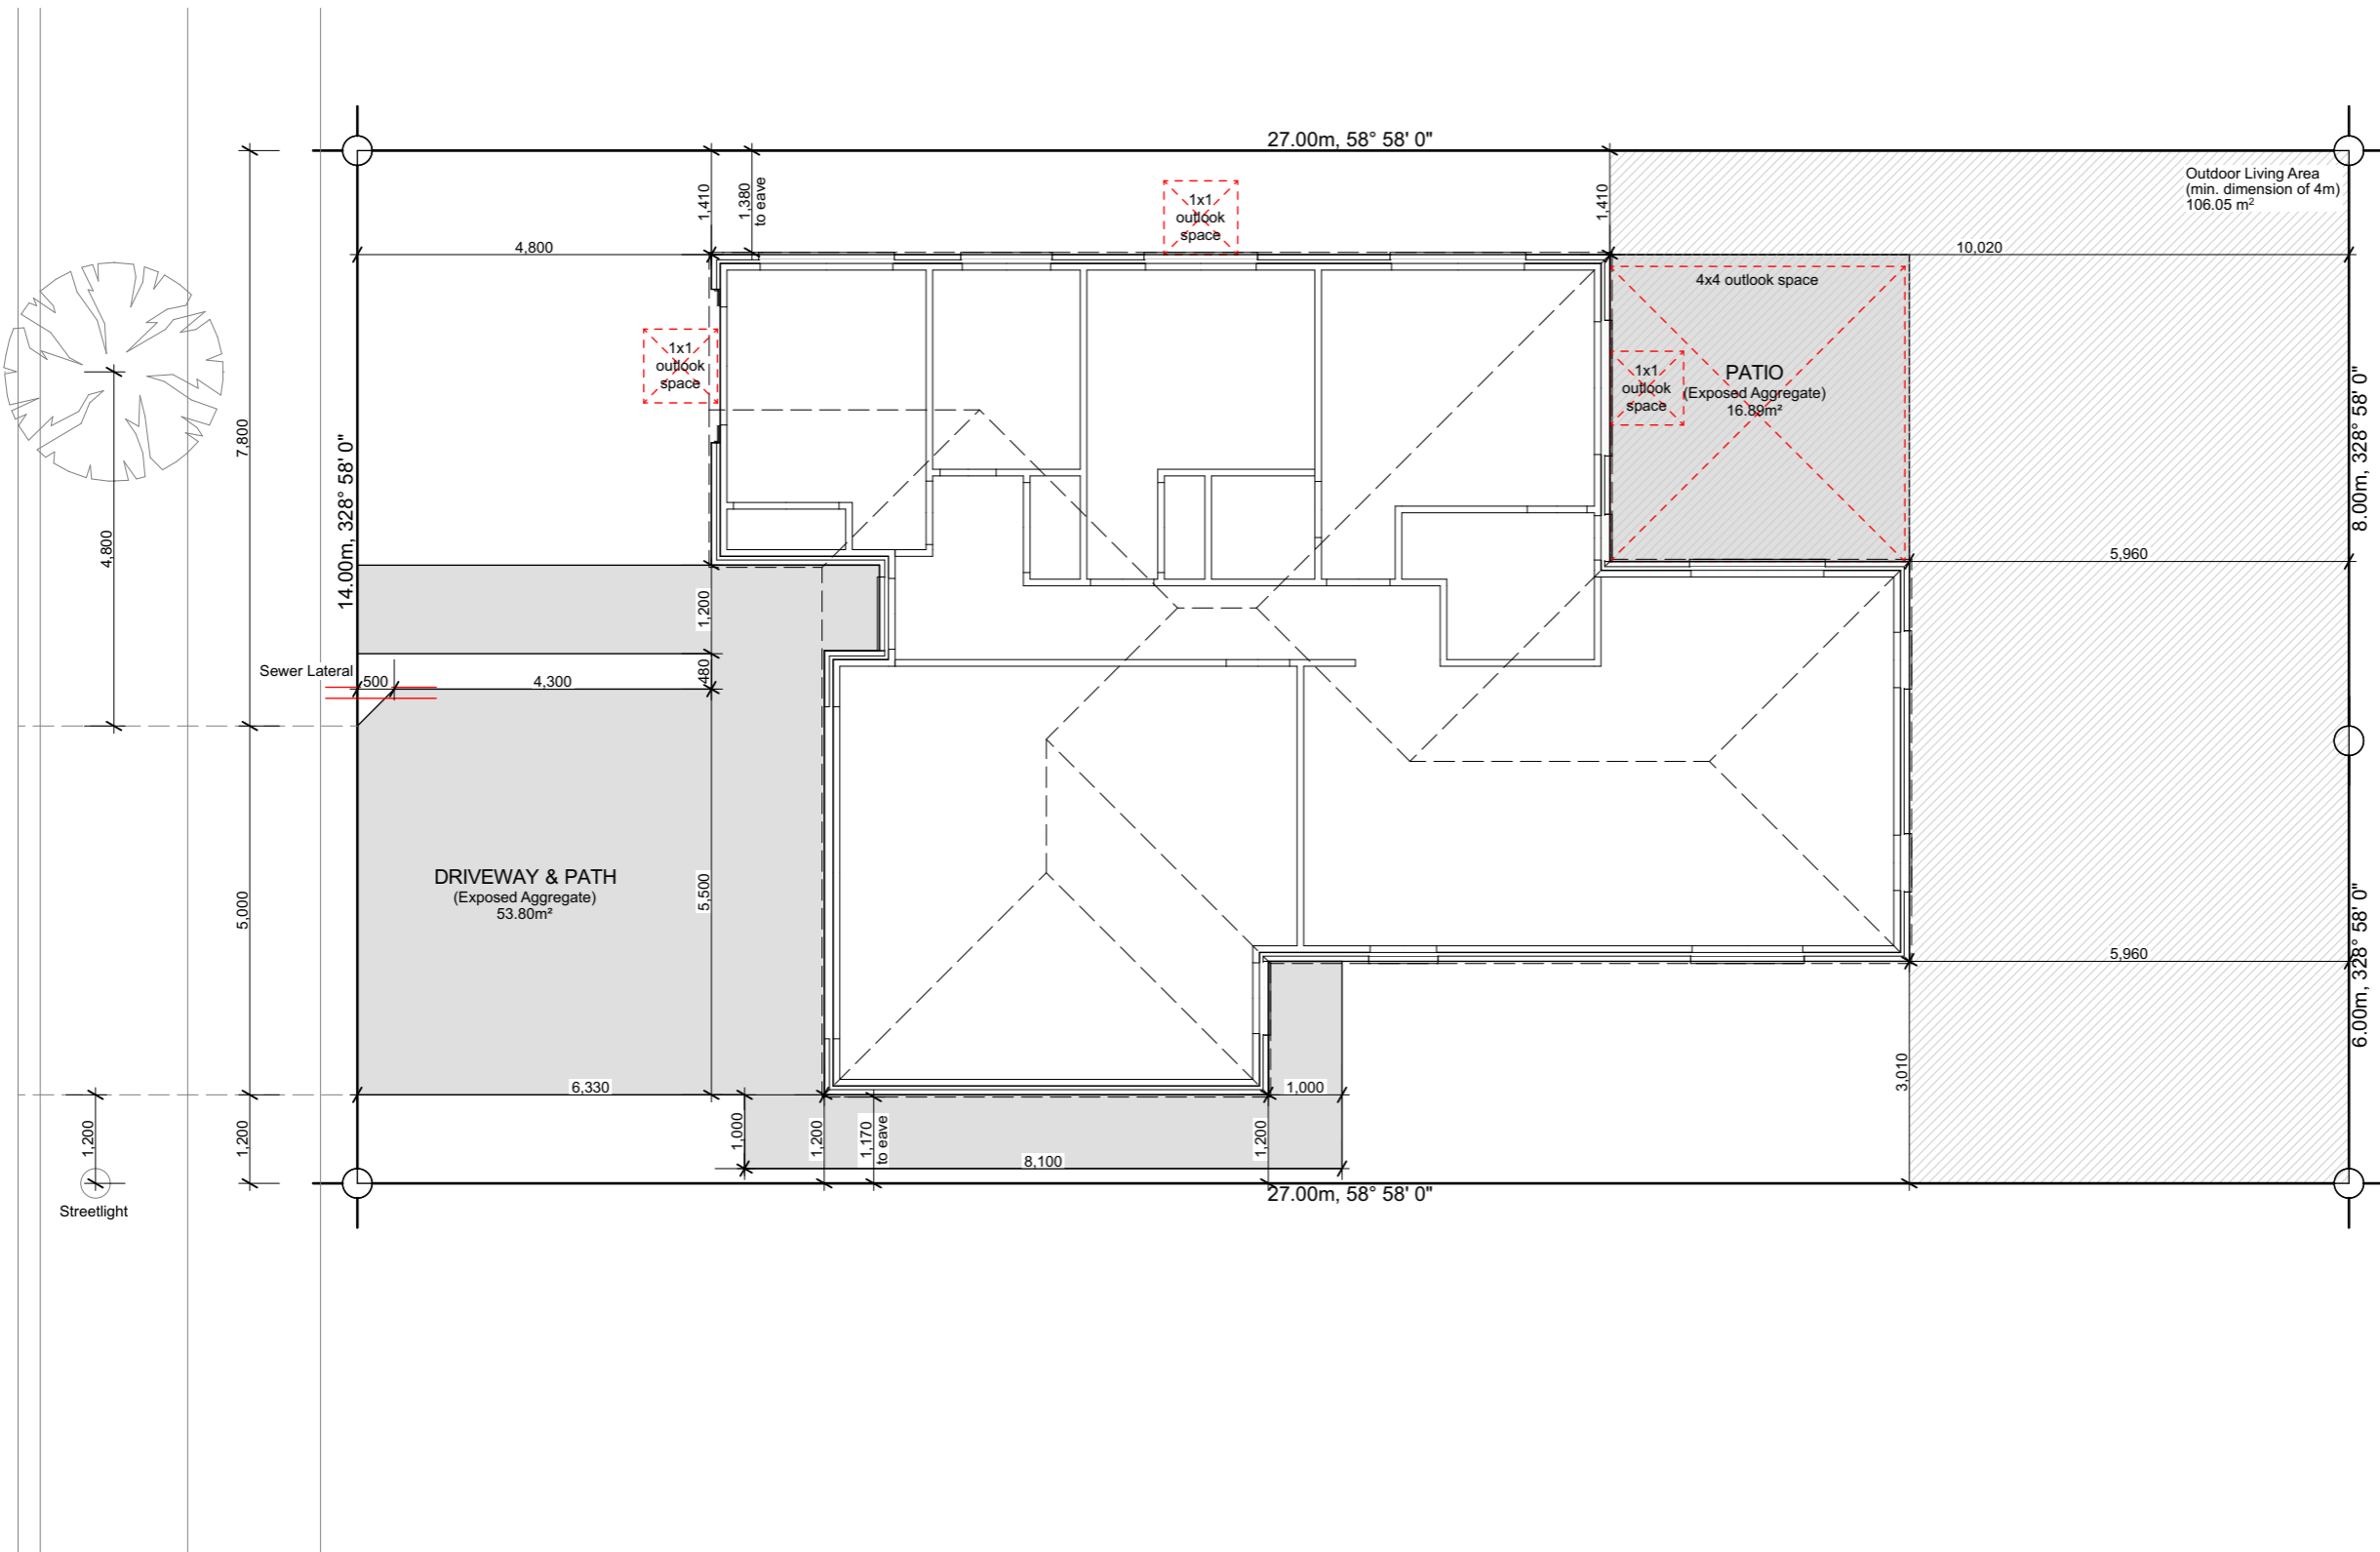 27.00m, 58° 58' 0"
Outdoor Living Area
(min. dimension of 4m)
106.05 m²
1,410
1,380
to eave
1x1
outlook
space
1,410
4,800
10,020
4x4 outlook space
1x1
outlook
space
1x1
outlook
space
PATIO
(Exposed Aggregate)
16.89m²
7,800
14.00m, 328° 58' 0"
8.00m, 328° 58' 0"
4,800
5,960
1,200
Sewer Lateral
500
4,300
480
DRIVEWAY & PATH
(Exposed Aggregate)
53.80m²
5,000
5,500
5,960
6.00m, 328° 58' 0"
3,010
6,330
1,000
1,200
1,200
1,000
1,200
1,170
to eave
1,200
8,100
27.00m, 58° 58' 0"
Streetlight